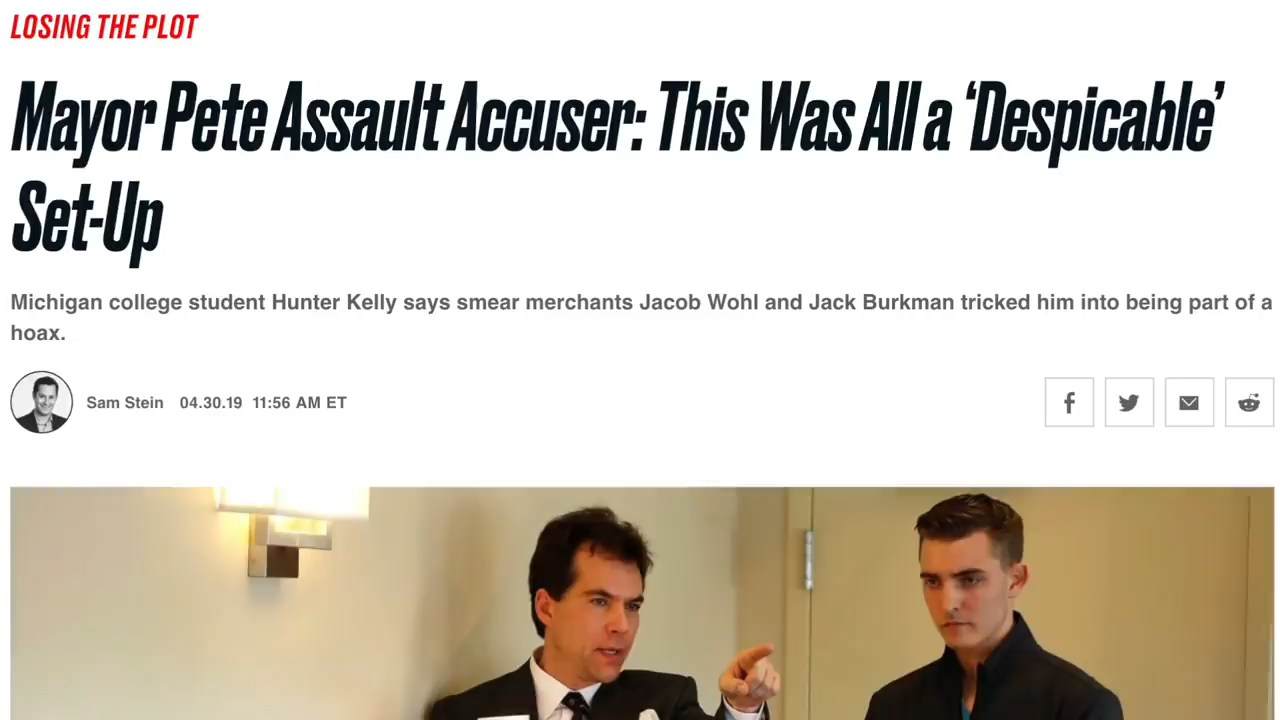 LOSING THE PLOT
Mayor Pete Assault Accuser: This Was All a ‘Despicable’
Set-Up
Michigan college student Hunter Kelly says smear merchants Jacob Wohl and Jack Burkman tricked him into being part of a
hoax.
Sam Stein 04.30.19 11:56 AM ET